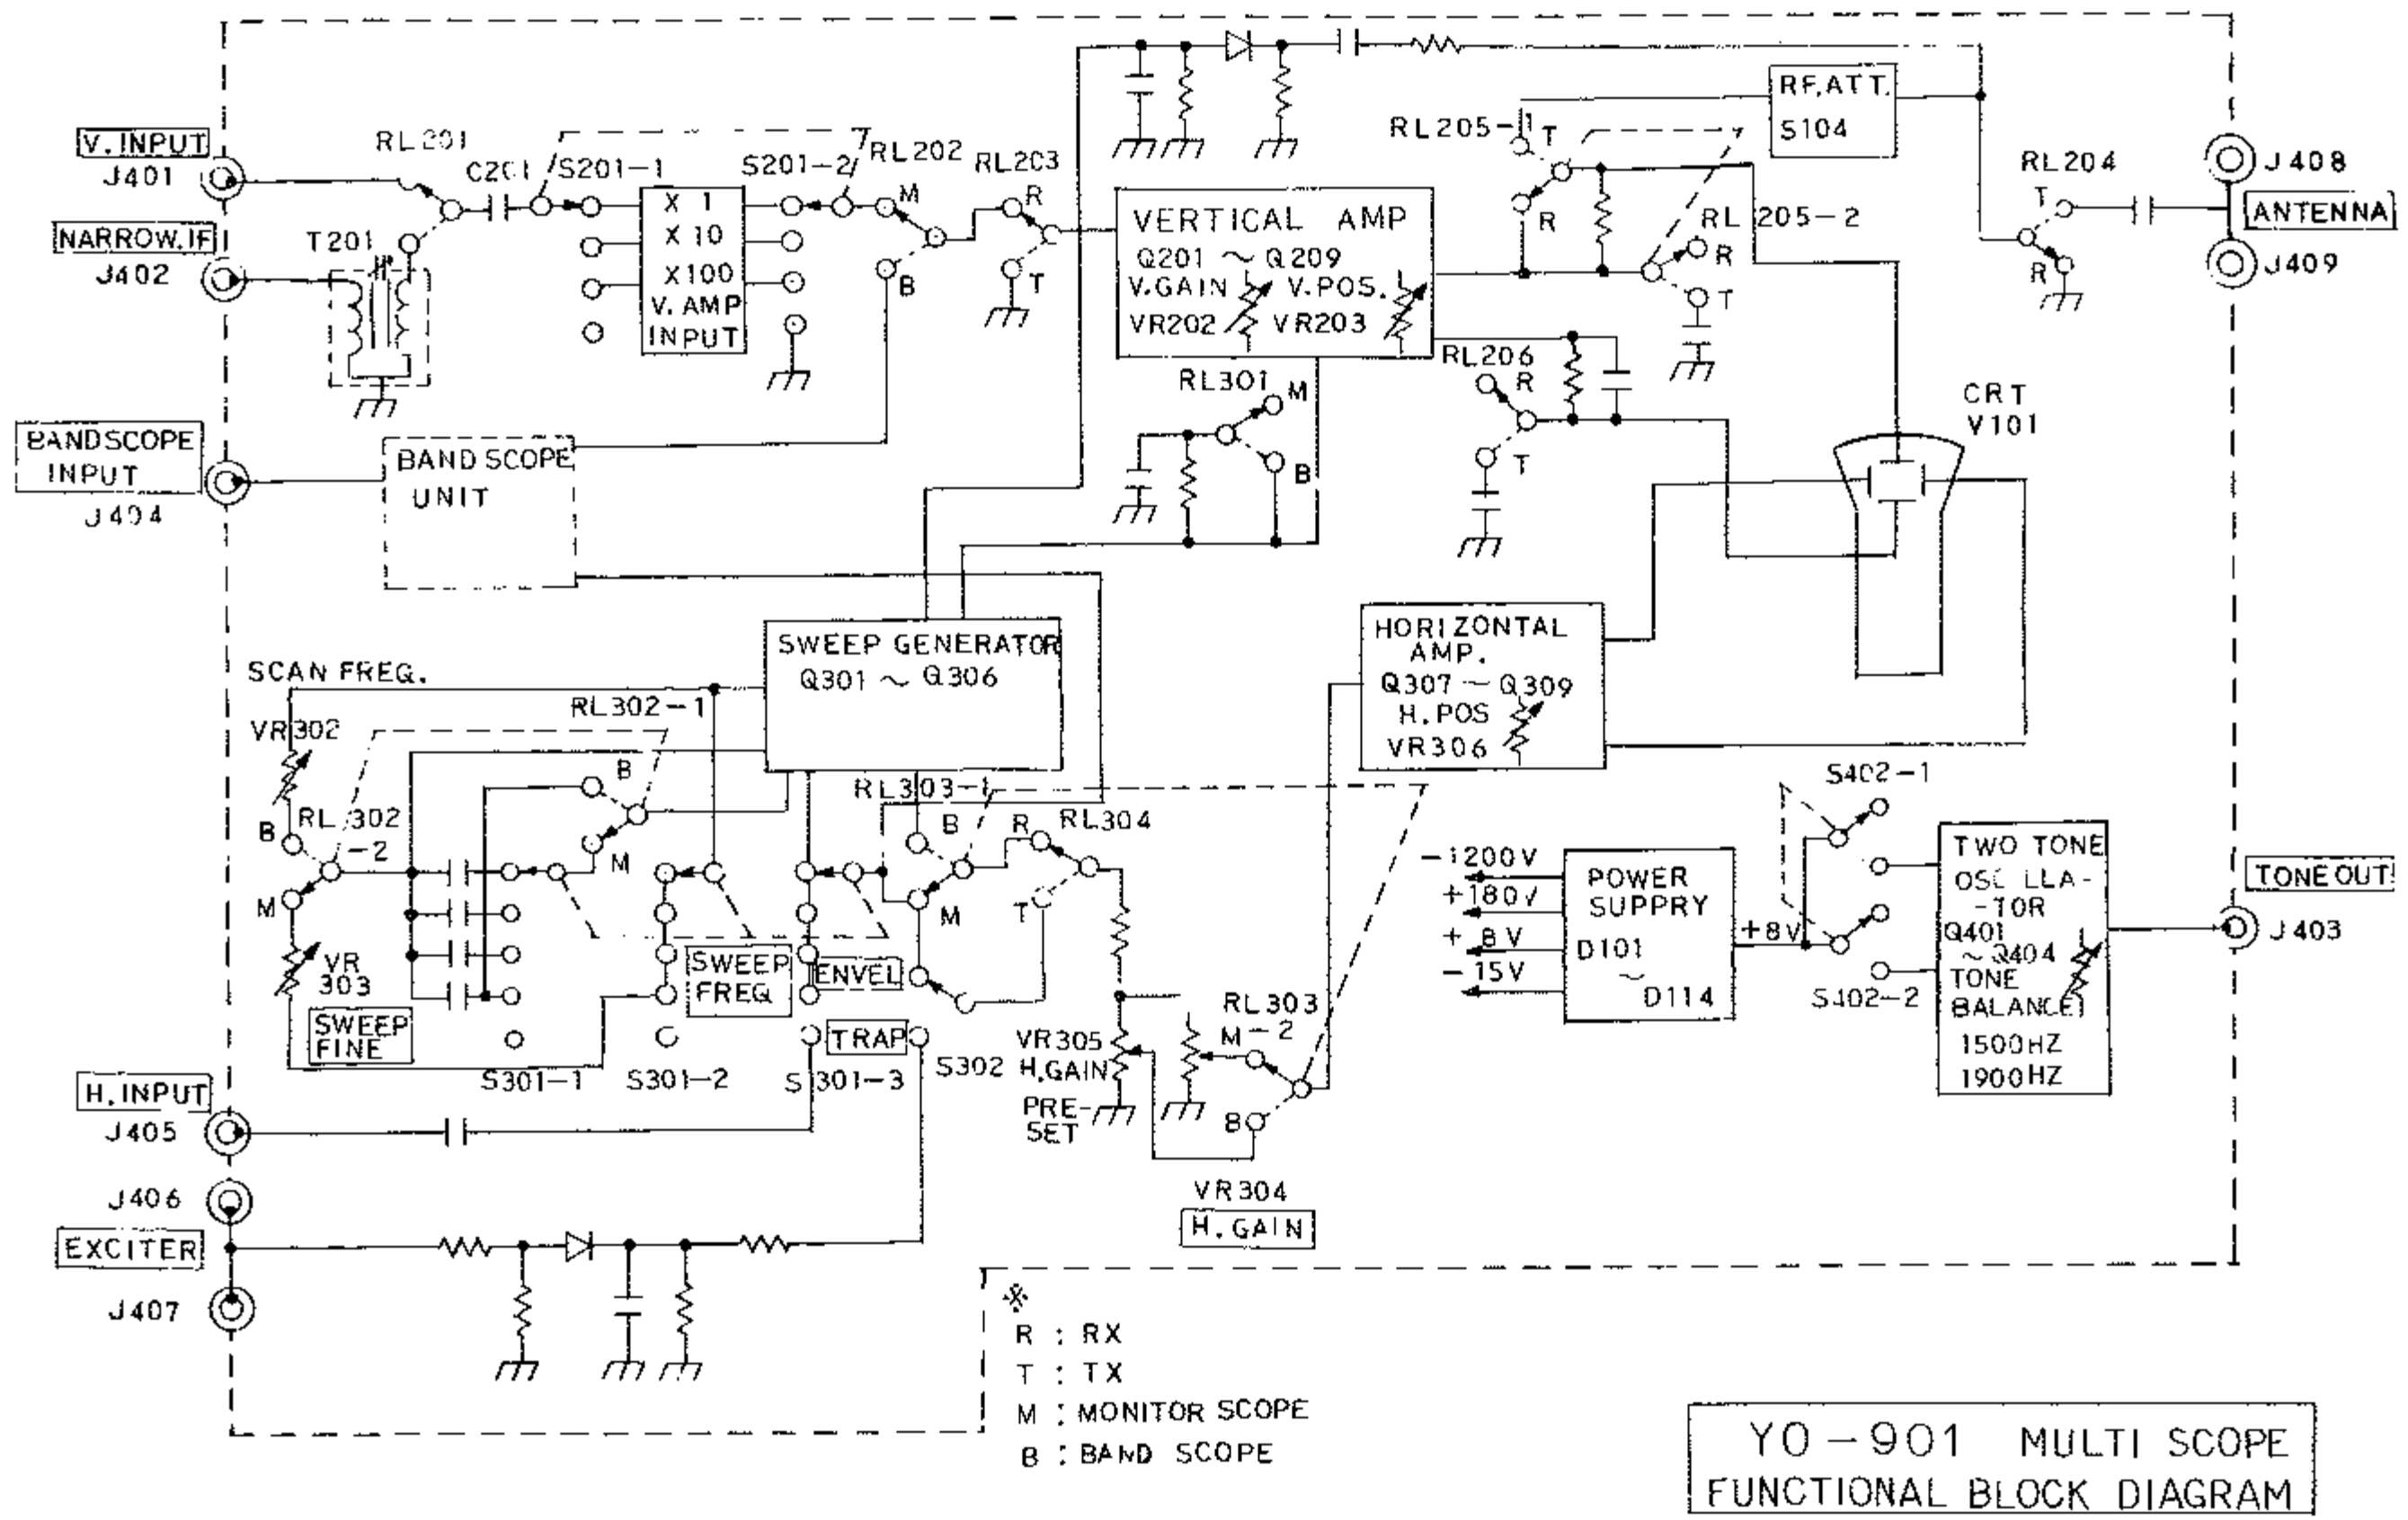 V. INPUT
J401
NARROW. IF
J402
RL201
C201
S201-1
T201
X 1
X 10
X100
V. AMP
INPUT
S201-2
RL202
M
B
RL203
R
T
VERTICAL AMP
Q201 ~ Q209
V.GAIN
V.POS.
VR202
VR203
RL205-1
T
R
RF.ATT.
S104
RL205-2
R
T
RL204
T
R
J408
ANTENNA
J409
RL206
R
T
RL301
M
B
CRT
V101
BANDSCOPE
INPUT
J404
BAND SCOPE
UNIT
SWEEP GENERATOR
Q301 ~ Q306
HORIZONTAL
AMP.
Q307 ~ Q309
H. POS
VR306
SCAN FREQ.
VR302
RL302-1
B
M
B
RL302
-2
M
VR
303
SWEEP
FINE
S301-1
S301-2
SWEEP
FREQ
S301-3
ENVEL
TRAP
S302
RL303-1
B
M
R
RL304
T
VR305
H.GAIN
PRE-
SET
RL303
-2
M
B
VR304
H. GAIN
-1200V
+180V
+ 8V
- 15V
POWER
SUPPRY
D101
~
D114
+8V
S402-1
S402-2
TWO TONE
OSCILLA-
-TOR
Q401
~Q404
TONE
BALANCE
1500HZ
1900HZ
TONE OUT
J403
H. INPUT
J405
J406
EXCITER
J407
※
R : RX
T : TX
M : MONITOR SCOPE
B : BAND SCOPE
YO-901 MULTI SCOPE
FUNCTIONAL BLOCK DIAGRAM